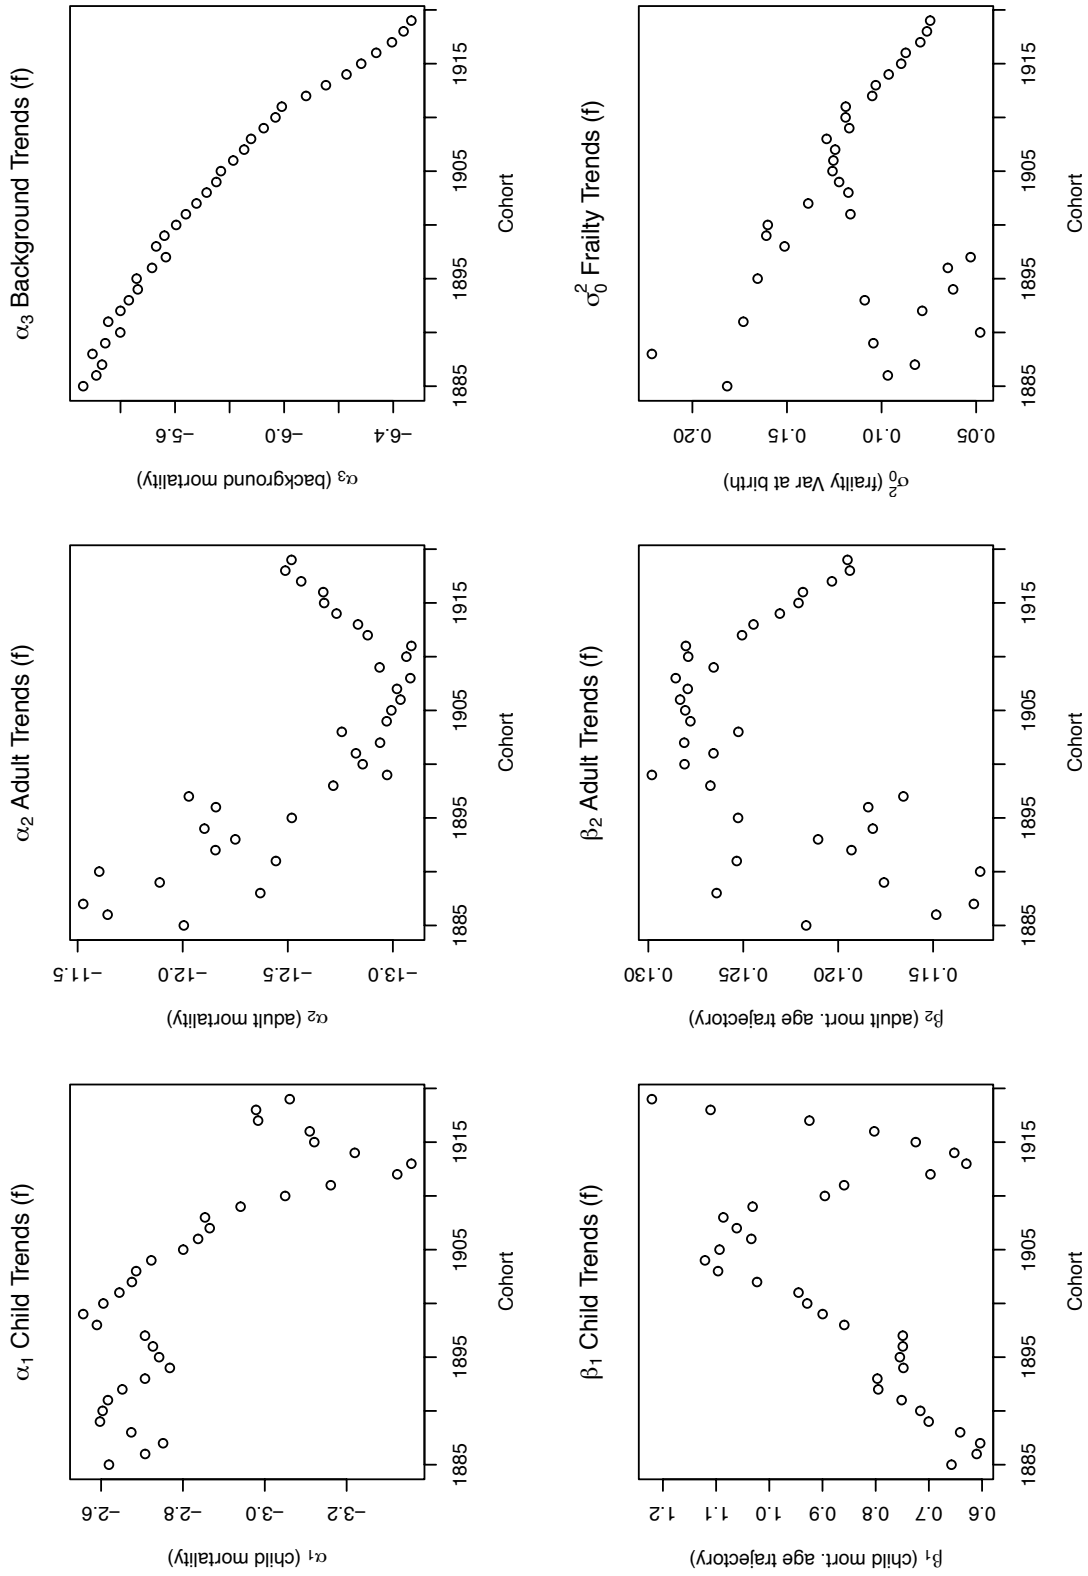 α₁ Child Trends (f)
α₁ (child mortality)
−2.6
−2.8
−3.0
−3.2
1885 1895 1905 1915
Cohort
α₂ Adult Trends (f)
α₂ (adult mortality)
−11.5
−12.0
−12.5
−13.0
1885 1895 1905 1915
Cohort
α₃ Background Trends (f)
α₃ (background mortality)
−5.6
−6.0
−6.4
1885 1895 1905 1915
Cohort
β₁ Child Trends (f)
β₁ (child mort. age trajectory)
1.2
1.1
1.0
0.9
0.8
0.7
0.6
1885 1895 1905 1915
Cohort
β₂ Adult Trends (f)
β₂ (adult mort. age trajectory)
0.130
0.125
0.120
0.115
1885 1895 1905 1915
Cohort
σ₀² Frailty Trends (f)
σ₀² (frailty Var at birth)
0.20
0.15
0.10
0.05
1885 1895 1905 1915
Cohort